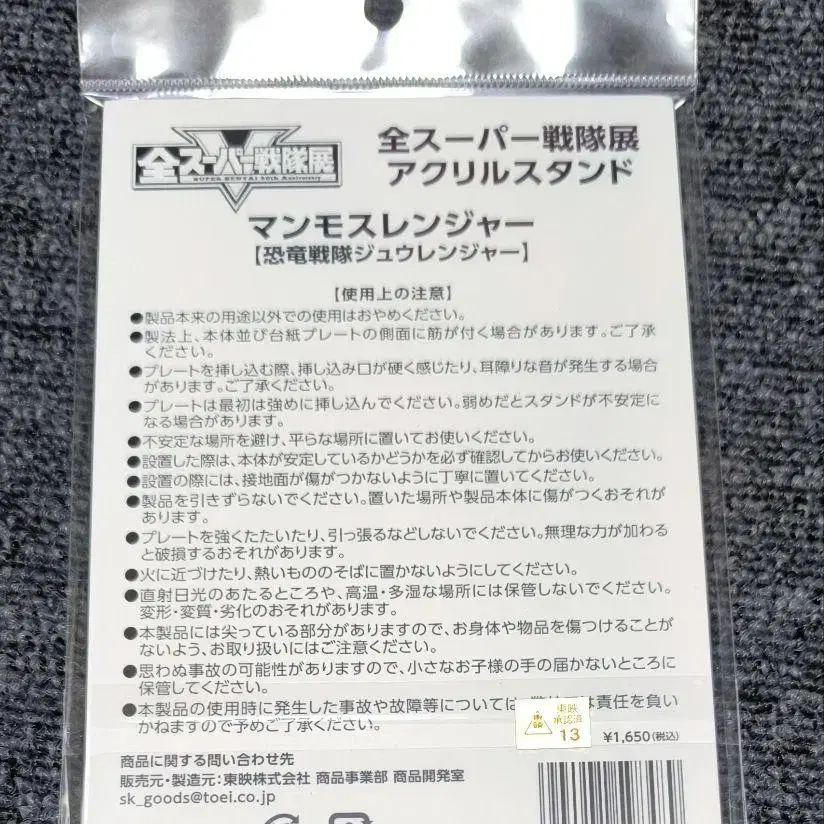 全スーパー戦隊展
SUPER SENTAI 50th Anniversary
全スーパー戦隊展
アクリルスタンド
マンモスレンジャー
【恐竜戦隊ジュウレンジャー】
【使用上の注意】
●製品本来の用途以外での使用はおやめください。
●製法上、本体並び台紙プレートの側面に筋が付く場合があります。ご了承
ください。
●プレートを挿し込む際、挿し込み口が硬く感じたり、耳障りな音が発生する場合
があります。ご了承ください。
●プレートは最初は強めに挿し込んでください。弱めだとスタンドが不安定に
なる場合があります。
●不安定な場所を避け、平らな場所に置いてお使いください。
●設置した際は、本体が安定しているかどうかを必ず確認してからお使いください。
●設置の際には、接地面が傷がつかないように丁寧に置いてください。
●製品を引きずらないでください。置いた場所や製品本体に傷がつくおそれが
あります。
●プレートを強くたたいたり、引っ張るなどしないでください。無理な力が加わる
と破損するおそれがあります。
●火に近づけたり、熱いもののそばに置かないようにしてください。
●直射日光のあたるところや、高温・多湿な場所には保管しないでください。
変形・変質・劣化のおそれがあります。
●本製品には尖っている部分がありますので、お身体や物品を傷つけることが
ないよう、お取り扱いにはご注意ください。
●思わぬ事故の可能性がありますので、小さなお子様の手の届かないところに
保管してください。
●本製品の使用時に発生した事故や故障等については、は責任を負い
かねますので予めご了承ください。
東映
承認済
13
¥1,650(税込)
商品に関する問い合わせ先
販売元・製造元：東映株式会社 商品事業部 商品開発室
sk_goods@toei.co.jp